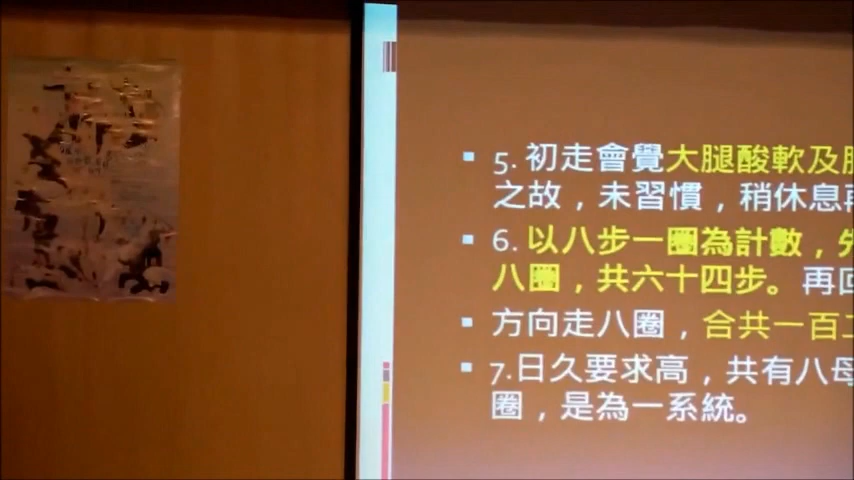 5. 初走會覺大腿酸軟及
之故，未習慣，稍休息
6. 以八步一圈為計數，
八圈，共六十四步。再
方向走八圈，合共一百
7.日久要求高，共有八
圈，是為一系統。